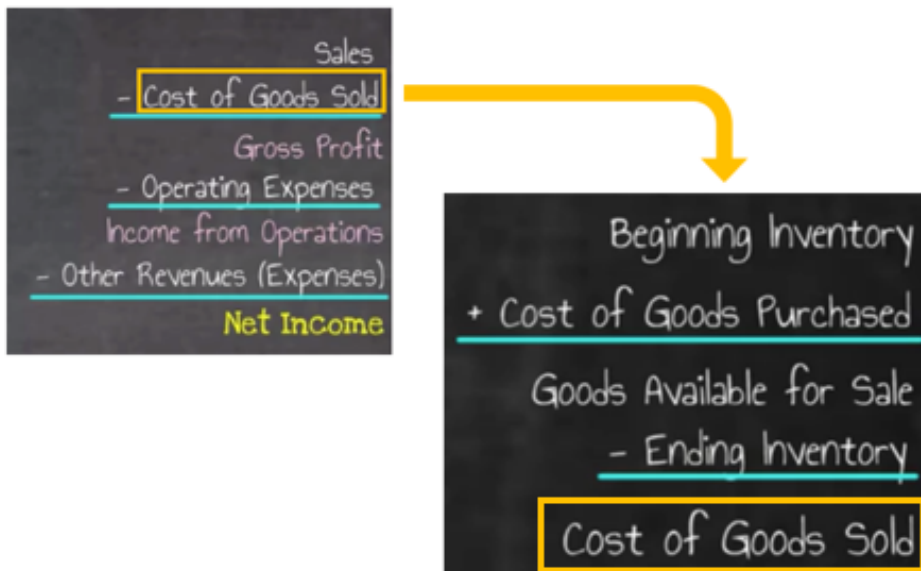 Sales
- Cost of Goods Sold
Gross Profit
- Operating Expenses
Income from Operations
- Other Revenues (Expenses)
Net Income
Beginning Inventory
+ Cost of Goods Purchased
Goods Available for Sale
- Ending Inventory
Cost of Goods Sold